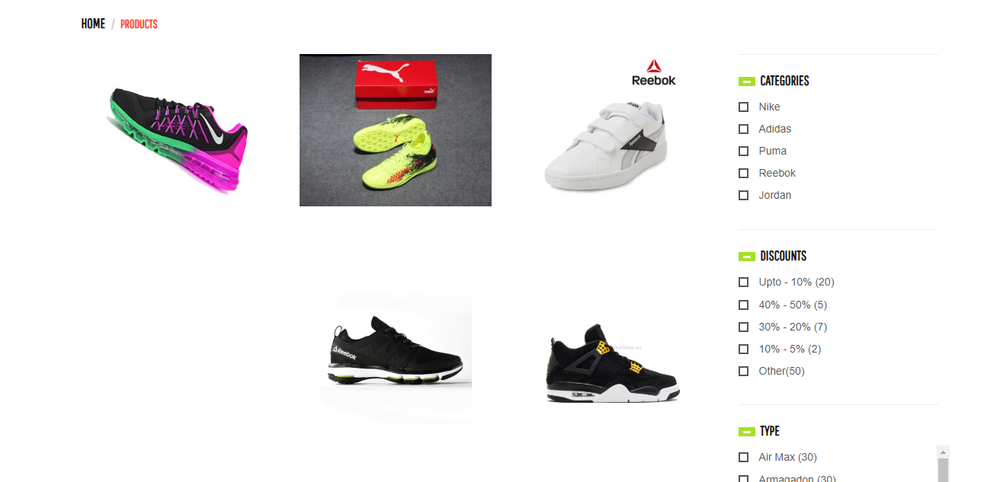 HOME / PRODUCTS
Reebok
PUMA
Reebok
Reebok
Reebok
CATEGORIES
Nike
Adidas
Puma
Reebok
Jordan
DISCOUNTS
Upto - 10% (20)
40% - 50% (5)
30% - 20% (7)
10% - 5% (2)
Other(50)
TYPE
Air Max (30)
Armagadon (30)